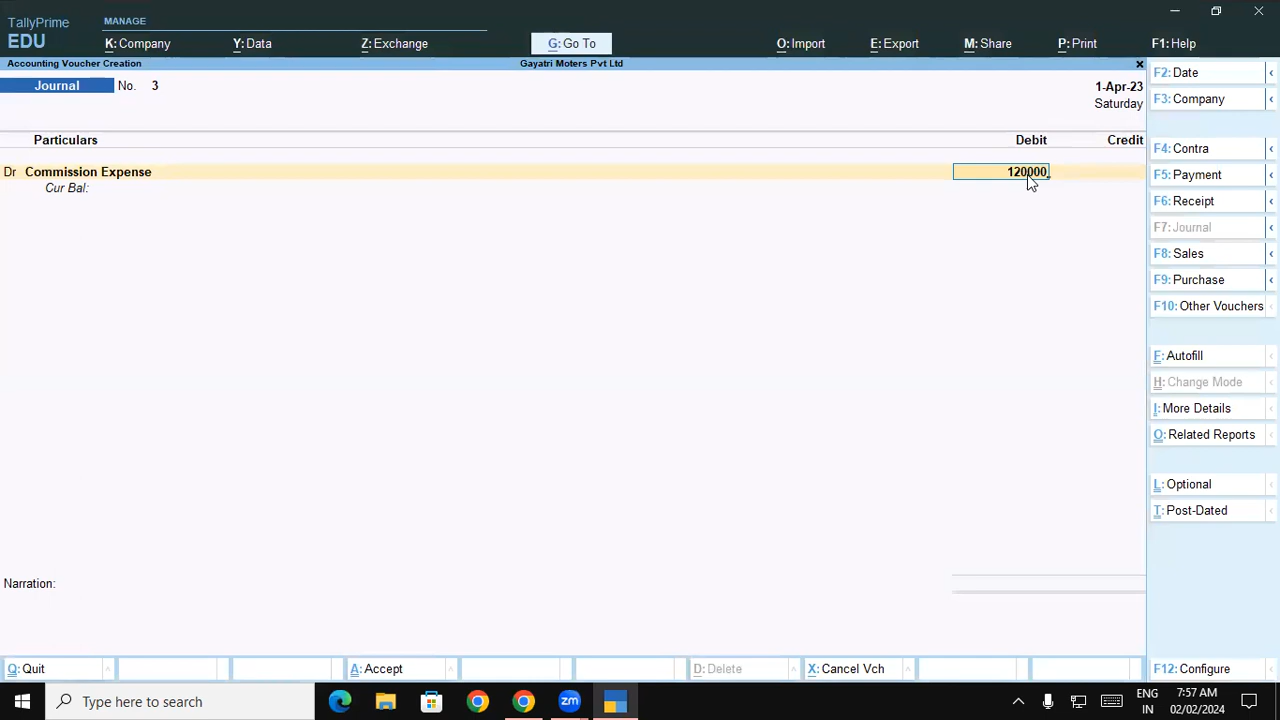 TallyPrime
EDU
MANAGE
K: Company
Y: Data
Z: Exchange
G: Go To
O: Import
E: Export
M: Share
P: Print
F1: Help
Accounting Voucher Creation
Gayatri Moters Pvt Ltd
Journal No. 3
1-Apr-23
Saturday
Particulars Debit Credit
Dr Commission Expense 120000
Cur Bal:
Narration:
F2: Date
F3: Company
F4: Contra
F5: Payment
F6: Receipt
F7: Journal
F8: Sales
F9: Purchase
F10: Other Vouchers
F: Autofill
H: Change Mode
I: More Details
O: Related Reports
L: Optional
T: Post-Dated
Q: Quit
A: Accept
D: Delete
X: Cancel Vch
F12: Configure
Type here to search
zm
ENG
IN
7:57 AM
02/02/2024